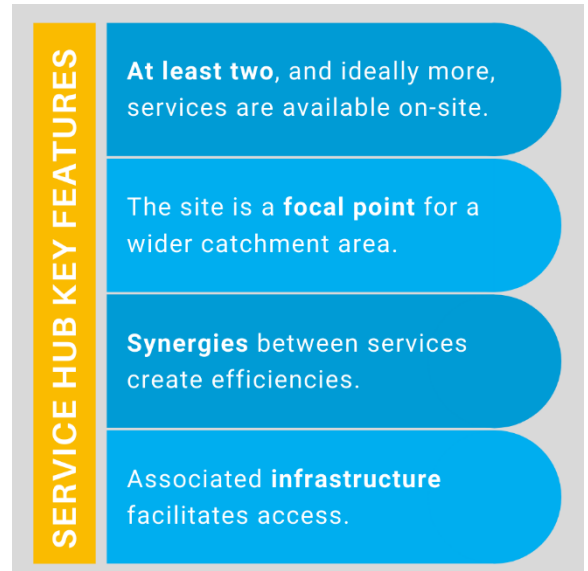 SERVICE HUB KEY FEATURES
At least two, and ideally more,
services are available on-site.
The site is a focal point for a
wider catchment area.
Synergies between services
create efficiencies.
Associated infrastructure
facilitates access.